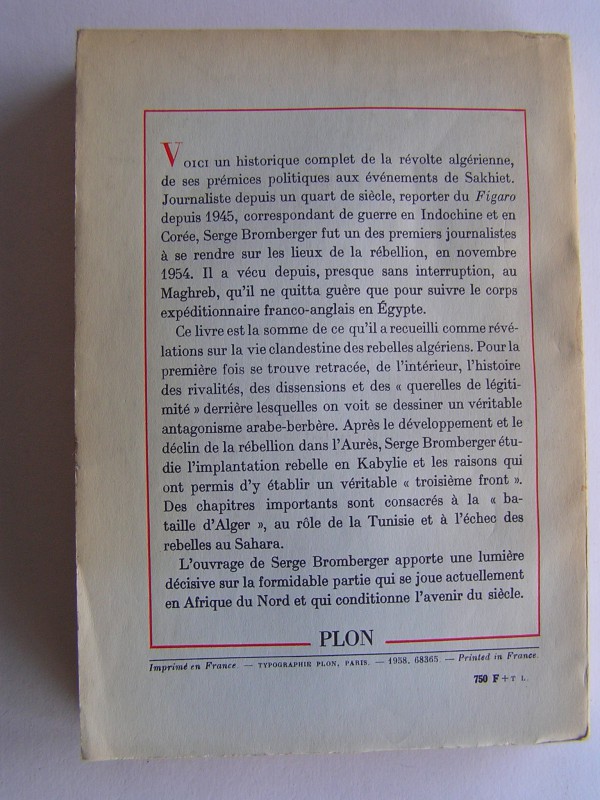 VOICI un historique complet de la révolte algérienne,
de ses prémices politiques aux événements de Sakhiet.
Journaliste depuis un quart de siècle, reporter du Figaro
depuis 1945, correspondant de guerre en Indochine et en
Corée, Serge Bromberger fut un des premiers journalistes
à se rendre sur les lieux de la rébellion, en novembre
1954. Il a vécu depuis, presque sans interruption, au
Maghreb, qu'il ne quitta guère que pour suivre le corps
expéditionnaire franco-anglais en Égypte.
Ce livre est la somme de ce qu'il a recueilli comme révé-
lations sur la vie clandestine des rebelles algériens. Pour la
première fois se trouve retracée, de l'intérieur, l'histoire
des rivalités, des dissensions et des « querelles de légiti-
mité » derrière lesquelles on voit se dessiner un véritable
antagonisme arabe-berbère. Après le développement et le
déclin de la rébellion dans l'Aurès, Serge Bromberger étu-
die l'implantation rebelle en Kabylie et les raisons qui
ont permis d'y établir un véritable « troisième front ».
Des chapitres importants sont consacrés à la « ba-
taille d'Alger », au rôle de la Tunisie et à l'échec des
rebelles au Sahara.
L'ouvrage de Serge Bromberger apporte une lumière
décisive sur la formidable partie qui se joue actuellement
en Afrique du Nord et qui conditionne l'avenir du siècle.
PLON
Imprimé en France. — TYPOGRAPHIE PLON, PARIS. — 1958. 68365. — Printed in France.
750 F + T L.